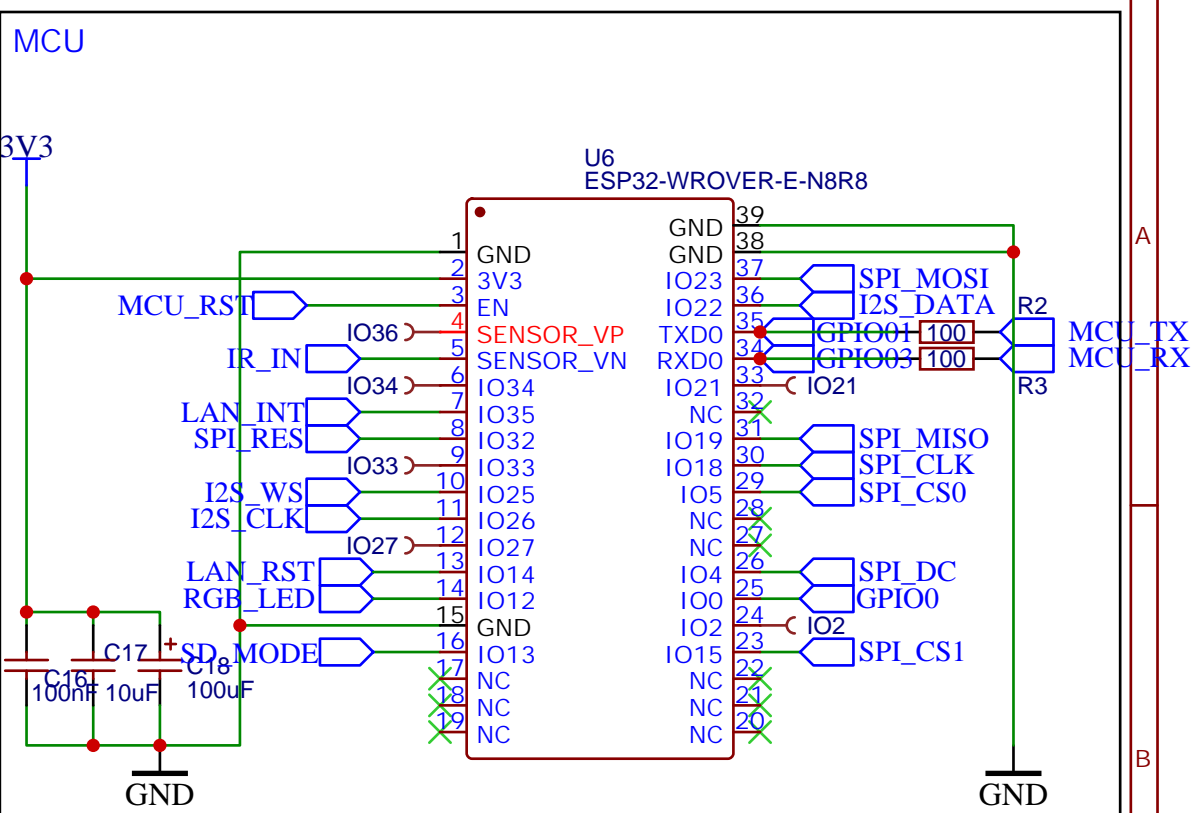 MCU
3V3
U6
ESP32-WROVER-E-N8R8
1 GND
2 3V3
MCU_RST 3 EN
IO36 4 SENSOR_VP
IR_IN 5 SENSOR_VN
IO34 6 IO34
LAN_INT 7 IO35
SPI_RES 8 IO32
IO33 9 IO33
I2S_WS 10 IO25
I2S_CLK 11 IO26
IO27 12 IO27
LAN_RST 13 IO14
RGB_LED 14 IO12
15 GND
SD_MODE 16 IO13
17 NC
18 NC
19 NC
GND 39
GND 38
IO23 37 SPI_MOSI
IO22 36 I2S_DATA
TXD0 35 GPIO01 100 R2 MCU_TX
RXD0 34 GPIO03 100 R3 MCU_RX
IO21 33 IO21
NC 32
IO19 31 SPI_MISO
IO18 30 SPI_CLK
IO5 29 SPI_CS0
NC 28
NC 27
IO4 26 SPI_DC
IO0 25 GPIO0
IO2 24 IO2
IO15 23 SPI_CS1
NC 22
NC 21
NC 20
C16
100nF
C17
10uF
+
C18
100uF
GND
GND
A
B